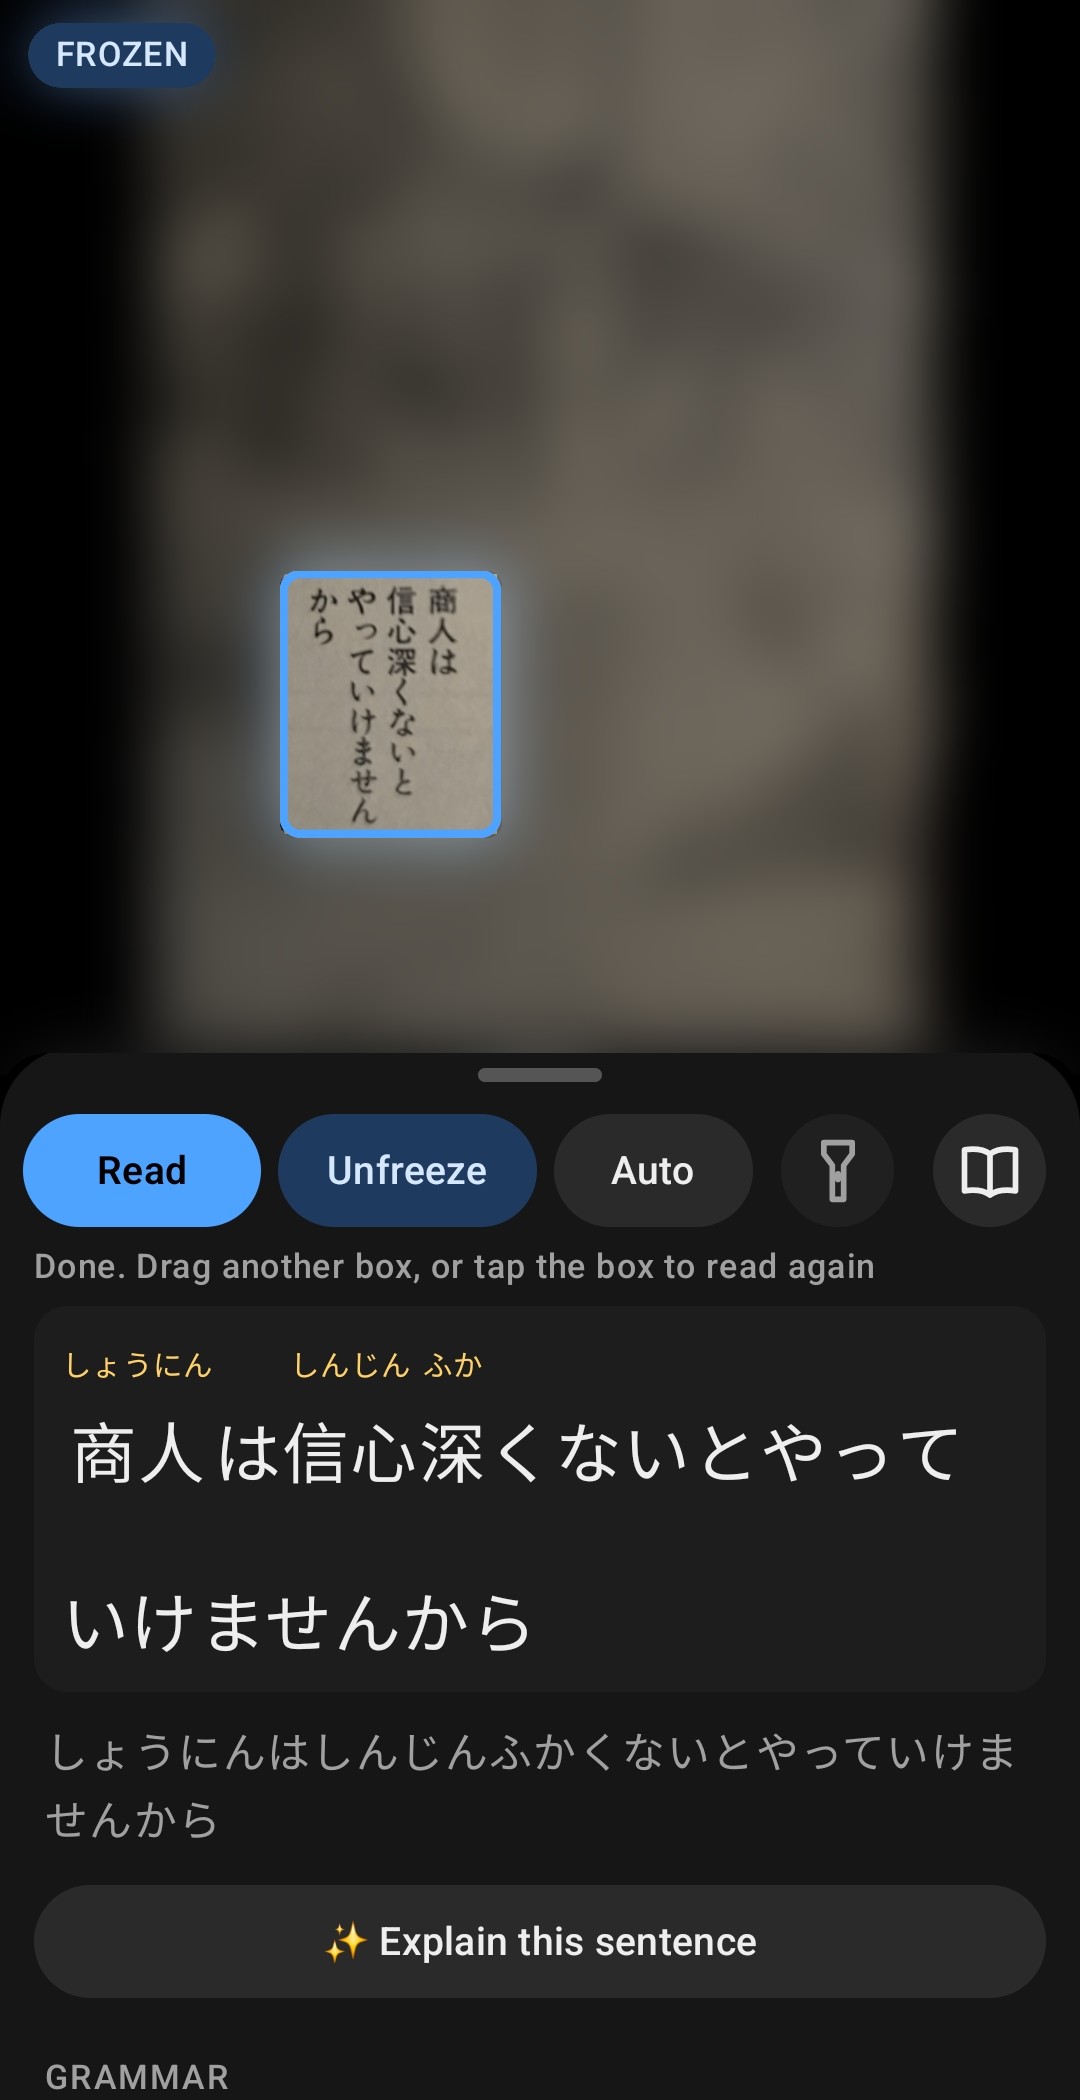 FROZEN
商人は
信心深くないと
やっていけません
から
Read
Unfreeze
Auto
Done. Drag another box, or tap the box to read again
しょうにん しんじん ふか
商人は信心深くないとやって
いけませんから
しょうにんはしんじんふかくないとやっていけま
せんから
✨ Explain this sentence
GRAMMAR